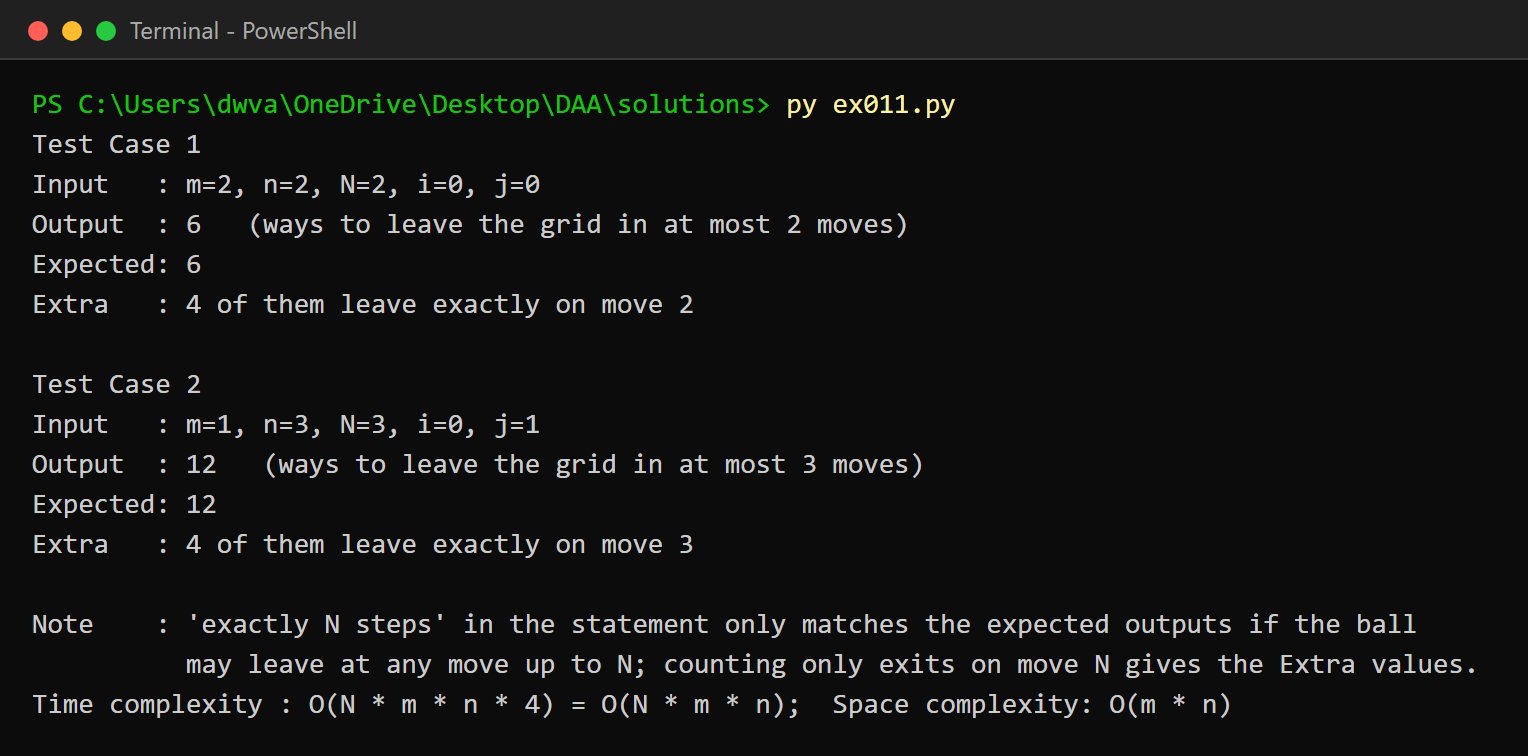 Terminal - PowerShell
PS C:\Users\dwva\OneDrive\Desktop\DAA\solutions> py ex011.py
Test Case 1
Input   : m=2, n=2, N=2, i=0, j=0
Output  : 6   (ways to leave the grid in at most 2 moves)
Expected: 6
Extra   : 4 of them leave exactly on move 2
Test Case 2
Input   : m=1, n=3, N=3, i=0, j=1
Output  : 12   (ways to leave the grid in at most 3 moves)
Expected: 12
Extra   : 4 of them leave exactly on move 3
Note    : 'exactly N steps' in the statement only matches the expected outputs if the ball
          may leave at any move up to N; counting only exits on move N gives the Extra values.
Time complexity : O(N * m * n * 4) = O(N * m * n);  Space complexity: O(m * n)